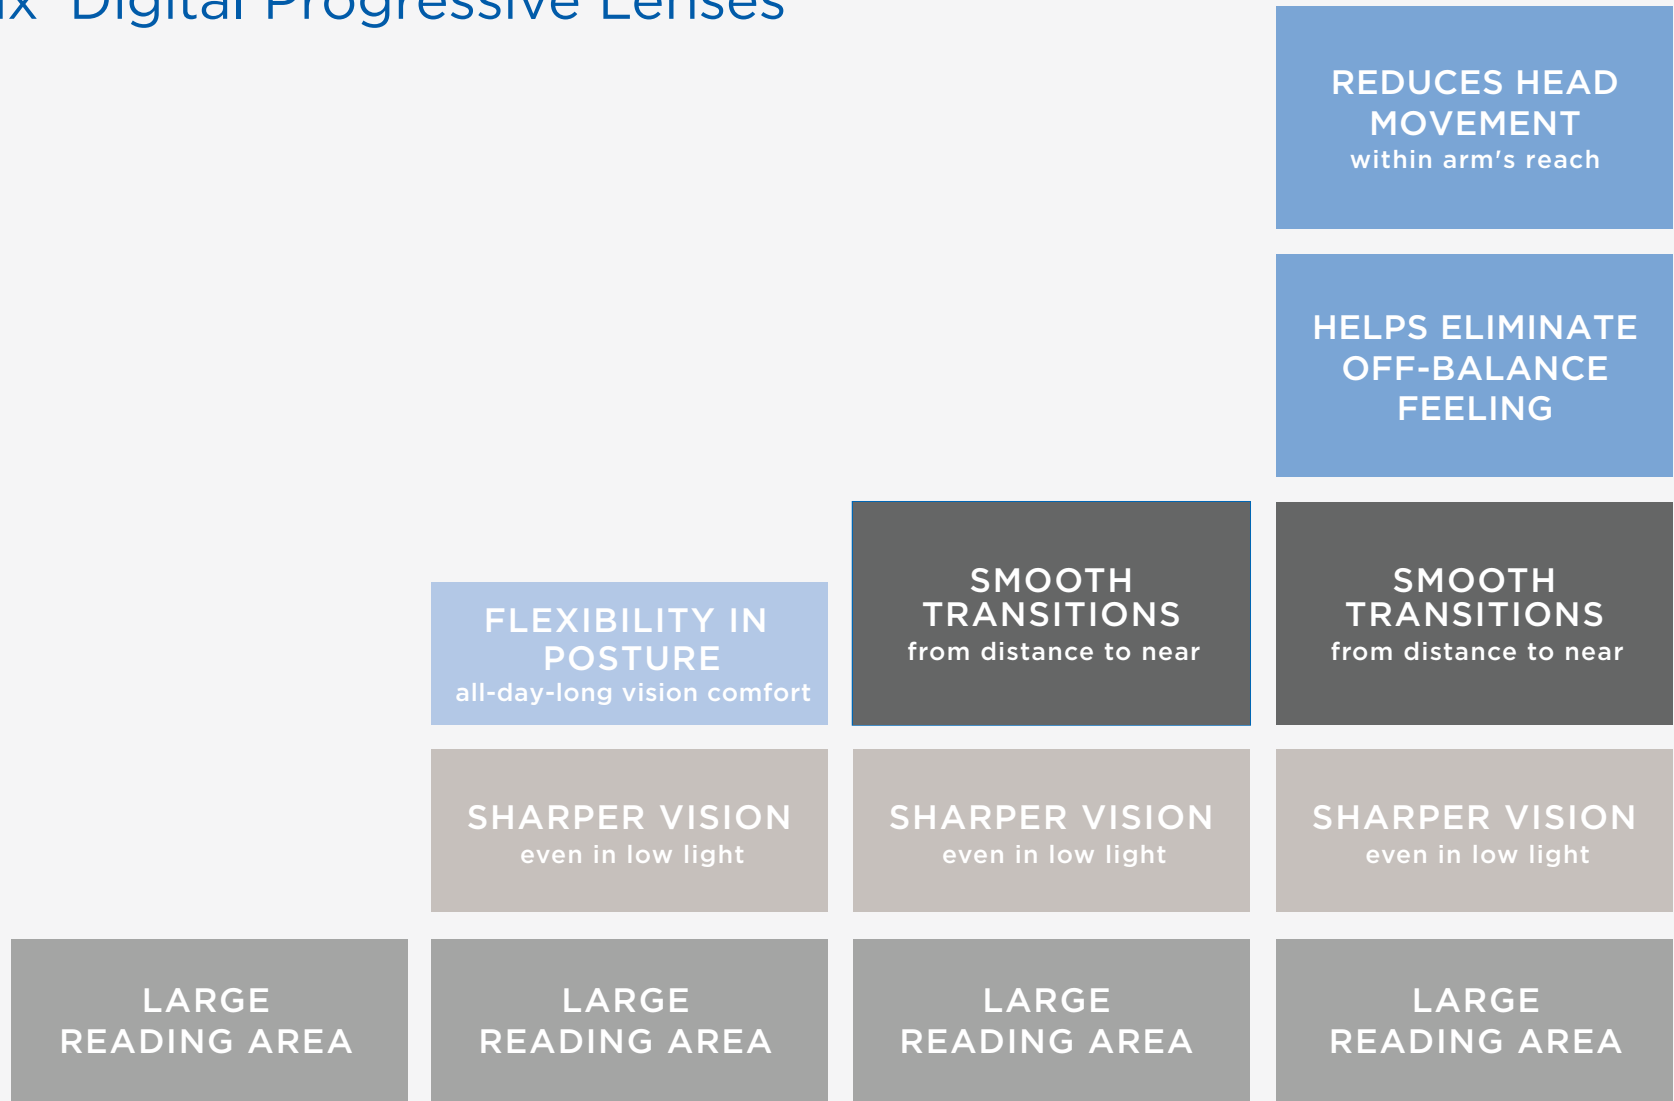 Digital Progressive Lenses
REDUCES HEAD
MOVEMENT
within arm's reach
HELPS ELIMINATE
OFF-BALANCE
FEELING
FLEXIBILITY IN
POSTURE
all-day-long vision comfort
SMOOTH
TRANSITIONS
from distance to near
SMOOTH
TRANSITIONS
from distance to near
SHARPER VISION
even in low light
SHARPER VISION
even in low light
SHARPER VISION
even in low light
LARGE
READING AREA
LARGE
READING AREA
LARGE
READING AREA
LARGE
READING AREA